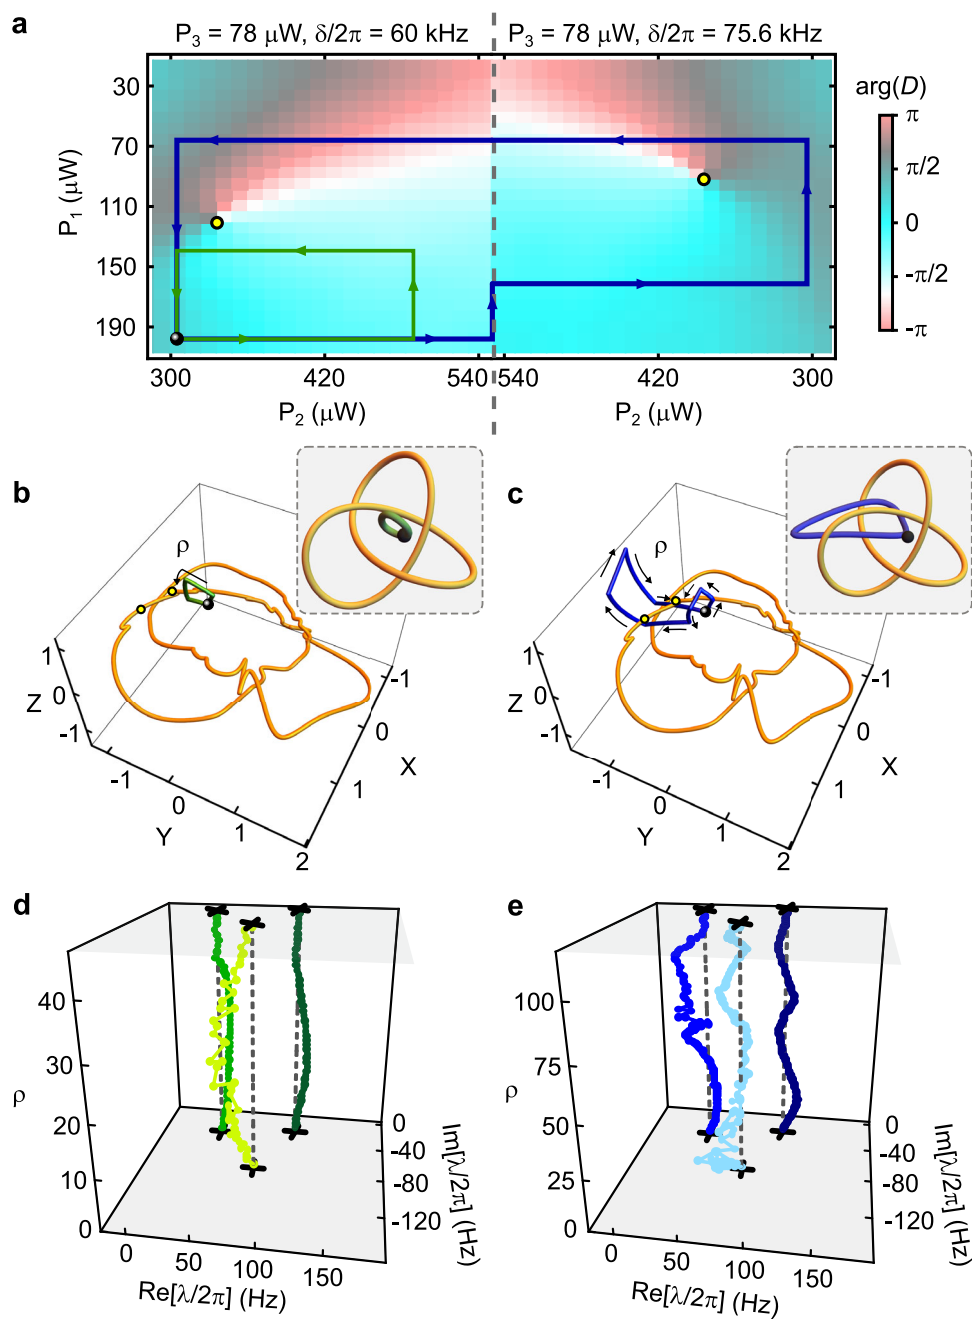 a
P3 = 78 μW, δ/2π = 60 kHz
P3 = 78 μW, δ/2π = 75.6 kHz
arg(D)
30
70
110
150
190
P1 (μW)
π
π/2
0
-π/2
-π
300
420
540
540
420
300
P2 (μW)
P2 (μW)
b
ρ
1
0
-1
Z
-1
0
1
2
Y
-1
0
1
X
c
ρ
1
0
-1
Z
-1
0
1
2
Y
-1
0
1
X
d
40
30
20
10
0
ρ
0
-40
-80
-120
Im[λ/2π] (Hz)
0
50
100
150
Re[λ/2π] (Hz)
e
100
75
50
25
0
ρ
0
-40
-80
-120
Im[λ/2π] (Hz)
0
50
100
150
Re[λ/2π] (Hz)